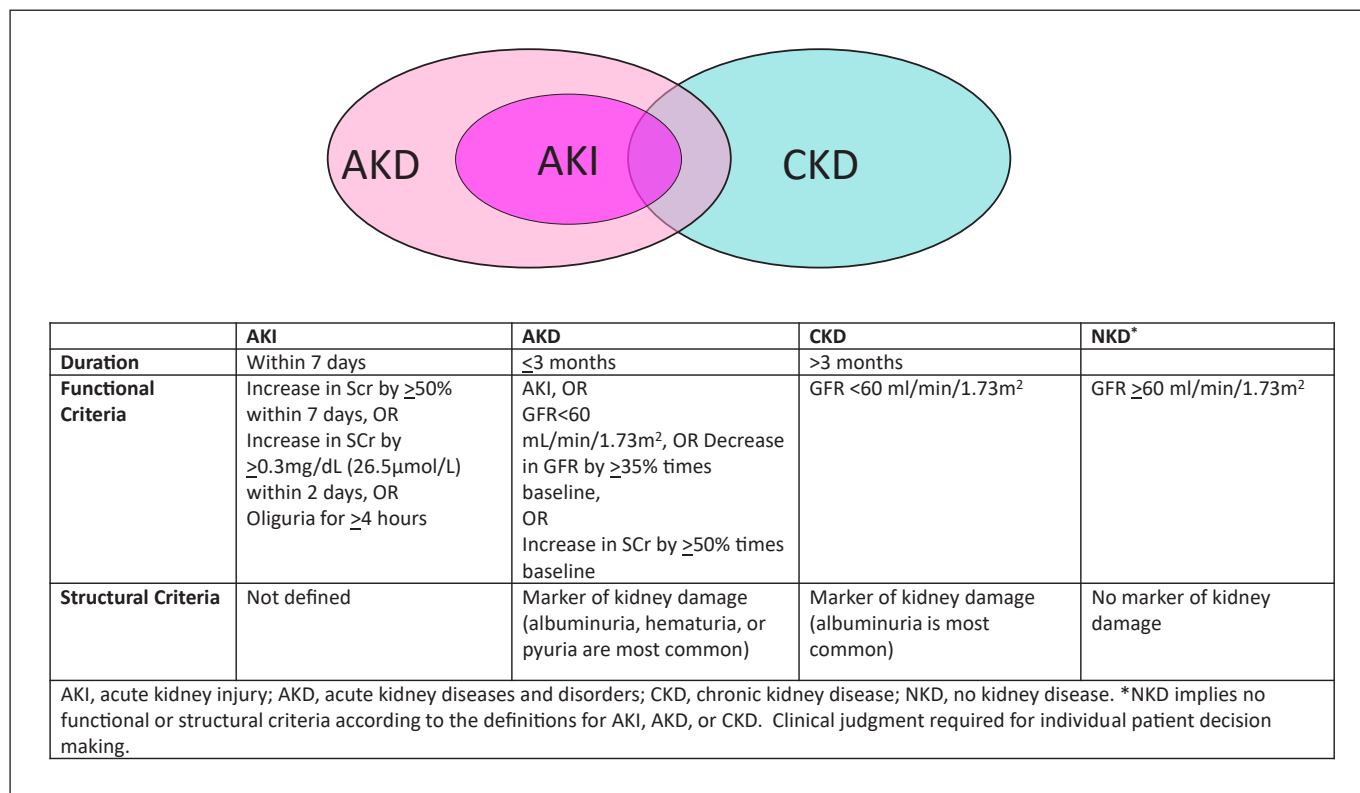 AKD AKI CKD
AKI AKD CKD NKD*
Duration Within 7 days ≤3 months >3 months
Functional Criteria
Increase in Scr by ≥50%
within 7 days, OR
Increase in SCr by
≥0.3mg/dL (26.5µmol/L)
within 2 days, OR
Oliguria for ≥4 hours
AKI, OR
GFR<60
mL/min/1.73m², OR Decrease
in GFR by ≥35% times
baseline,
OR
Increase in SCr by ≥50% times
baseline
GFR <60 ml/min/1.73m²
GFR ≥60 ml/min/1.73m²
Structural Criteria
Not defined
Marker of kidney damage
(albuminuria, hematuria, or
pyuria are most common)
Marker of kidney damage
(albuminuria is most
common)
No marker of kidney
damage
AKI, acute kidney injury; AKD, acute kidney diseases and disorders; CKD, chronic kidney disease; NKD, no kidney disease. *NKD implies no
functional or structural criteria according to the definitions for AKI, AKD, or CKD. Clinical judgment required for individual patient decision
making.